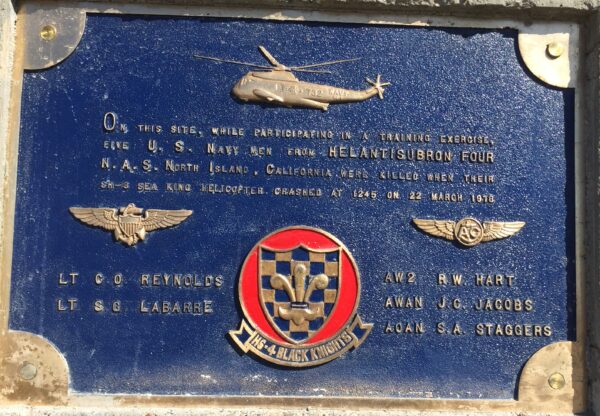 ON THIS SITE, WHILE PARTICIPATING IN A TRAINING EXERCISE,
FIVE U. S. NAVY MEN FROM HELANTISUBRON FOUR
N.A.S. NORTH ISLAND, CALIFORNIA WERE KILLED WHEN THEIR
SH-3 SEA KING HELICOPTER CRASHED AT 1245 ON 22 MARCH 1976
AC
LT G.O. REYNOLDS
LT S.G. LABARRE
AW2 R.W. HART
AWAN J.C. JACOBS
AOAN S.A. STAGGERS
HS-4 BLACK KNIGHTS